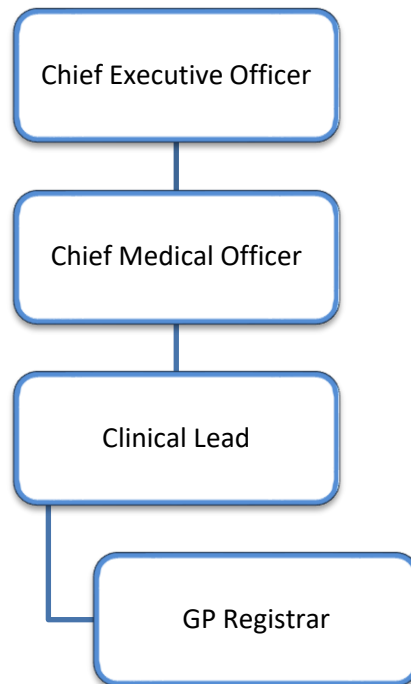 Chief Executive Officer
Chief Medical Officer
Clinical Lead
GP Registrar